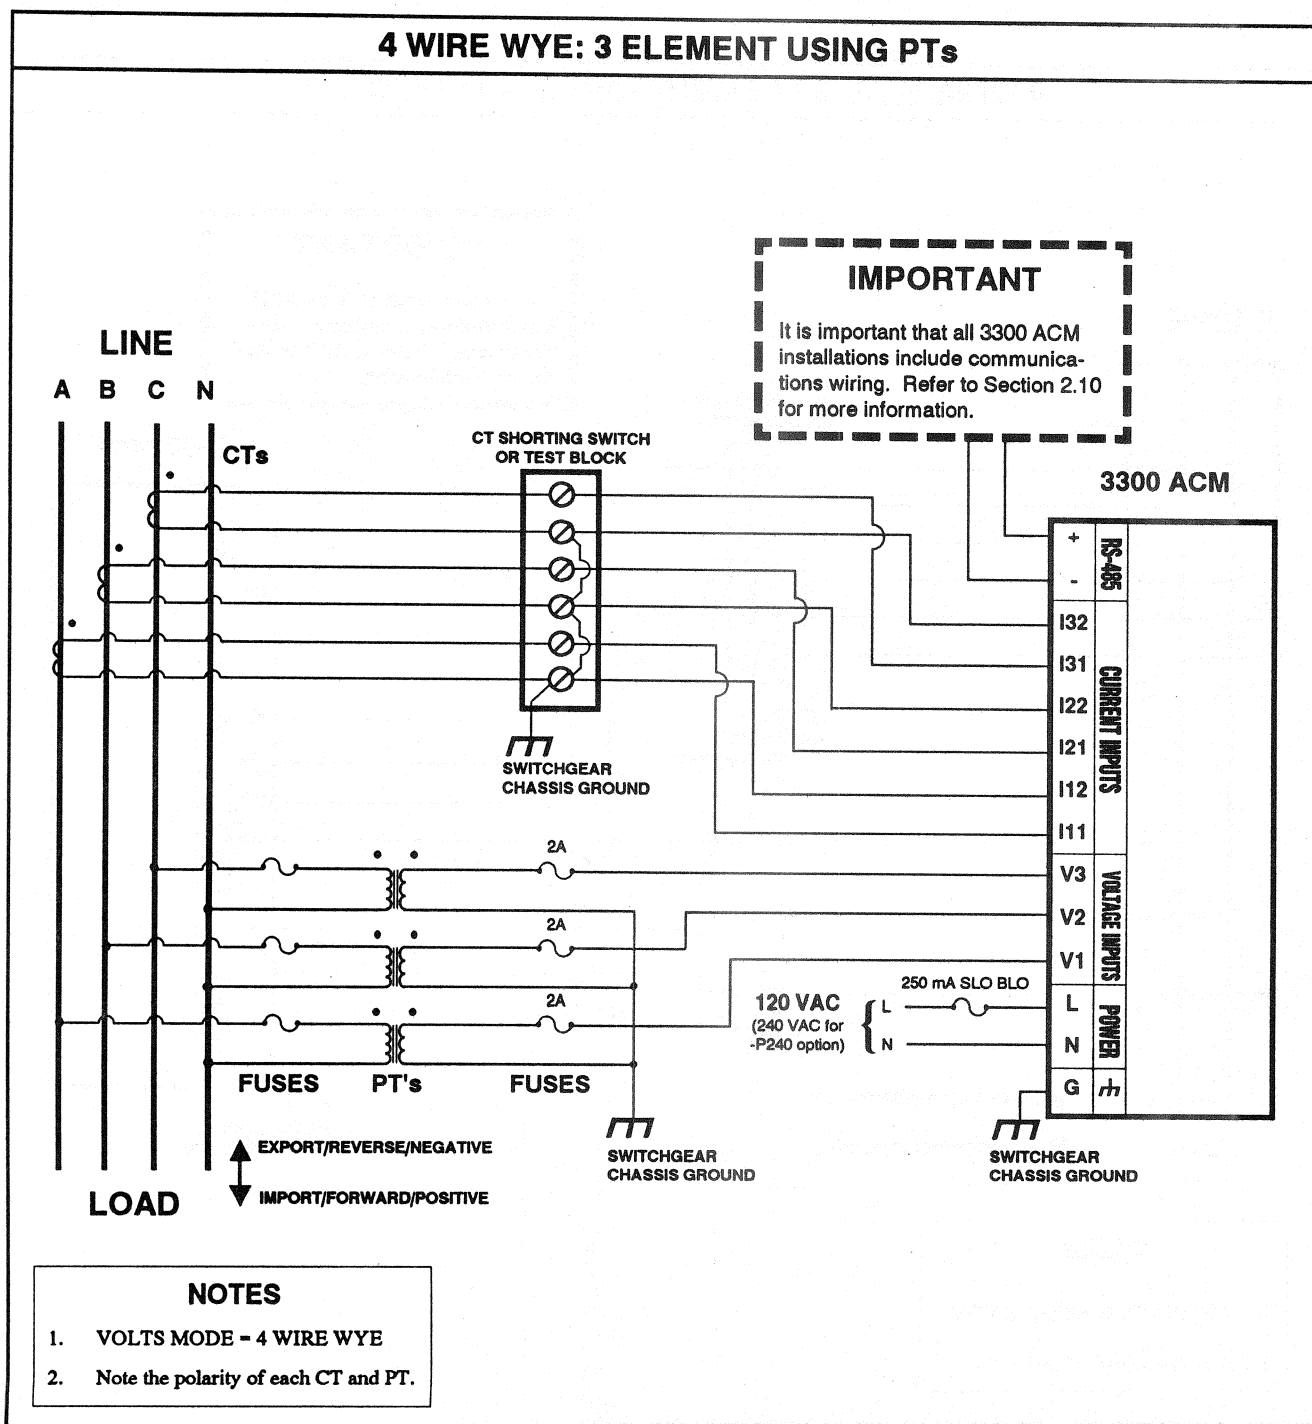 4 WIRE WYE: 3 ELEMENT USING PTs
IMPORTANT
It is important that all 3300 ACM
installations include communica-
tions wiring. Refer to Section 2.10
for more information.
LINE
A B C N
CTs
CT SHORTING SWITCH
OR TEST BLOCK
3300 ACM
+
-
RS-485
I32
I31
I22
I21
I12
I11
CURRENT INPUTS
SWITCHGEAR
CHASSIS GROUND
2A
V3
2A
V2
2A
V1
VOLTAGE INPUTS
250 mA SLO BLO
120 VAC
(240 VAC for
-P240 option)
L
N
L
N
POWER
G
FUSES PT's FUSES
SWITCHGEAR
CHASSIS GROUND
SWITCHGEAR
CHASSIS GROUND
EXPORT/REVERSE/NEGATIVE
IMPORT/FORWARD/POSITIVE
LOAD
NOTES
1. VOLTS MODE = 4 WIRE WYE
2. Note the polarity of each CT and PT.